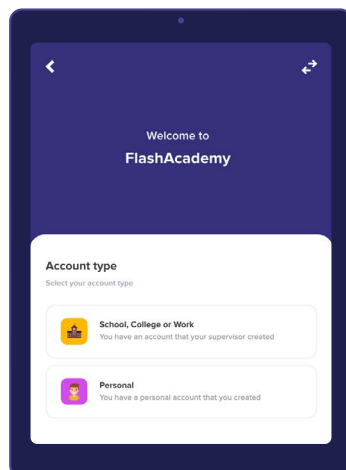 Welcome to
FlashAcademy
Account type
Select your account type
School, College or Work
You have an account that your supervisor created
Personal
You have a personal account that you created